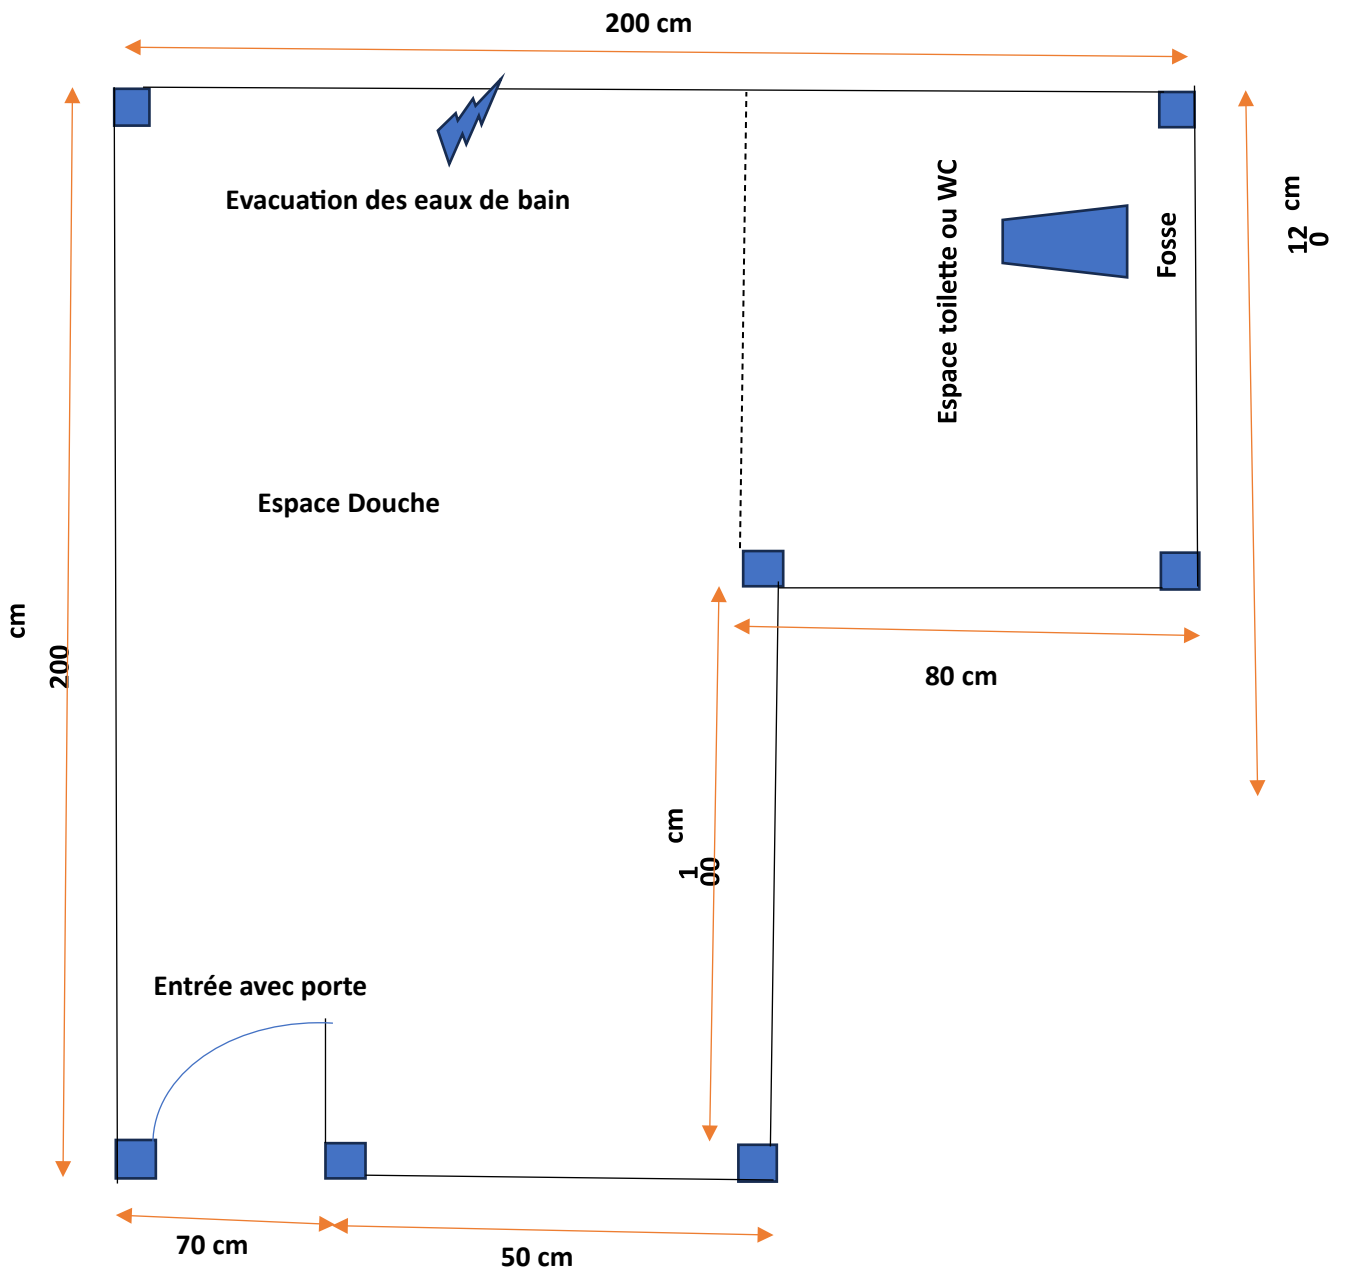 200 cm
Evacuation des eaux de bain
Espace toilette ou WC
Fosse
12
0
cm
Espace Douche
200
cm
80 cm
1
00
cm
Entrée avec porte
70 cm
50 cm